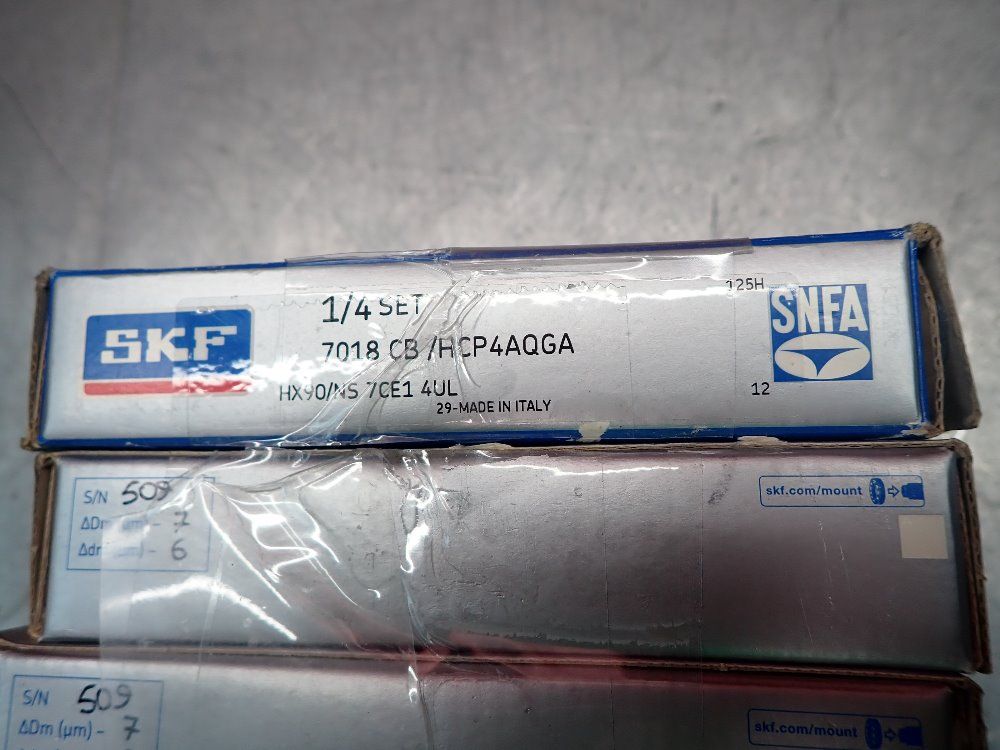 SKF
1/4 SET
7018 CB /HCP4AQGA
HX90/NS 7CE1 4UL
29-MADE IN ITALY
125H
SNFA
12
S/N 509
ΔDm (µm) - 7
Δdm (µm) - 6
skf.com/mount
S/N 509
ΔDm (µm) - 7
skf.com/mount